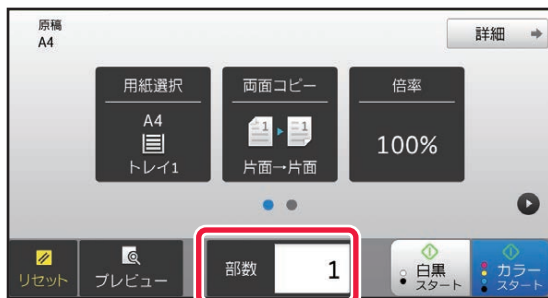 原稿
A4
詳細
用紙選択
A4
トレイ1
両面コピー
1 1
片面→片面
倍率
100%
リセット
プレビュー
部数
1
白黒
スタート
カラー
スタート